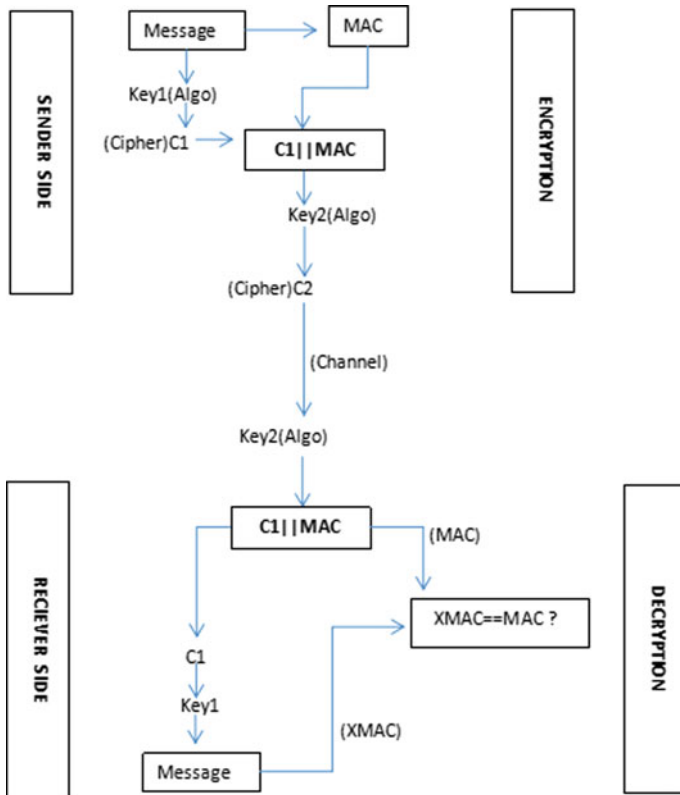 Message
MAC
Key1(Algo)
(Cipher)C1
C1||MAC
Key2(Algo)
(Cipher)C2
(Channel)
Key2(Algo)
C1||MAC
(MAC)
XMAC==MAC ?
C1
Key1
(XMAC)
Message
SENDER SIDE
ENCRYPTION
RECIEVER SIDE
DECRYPTION